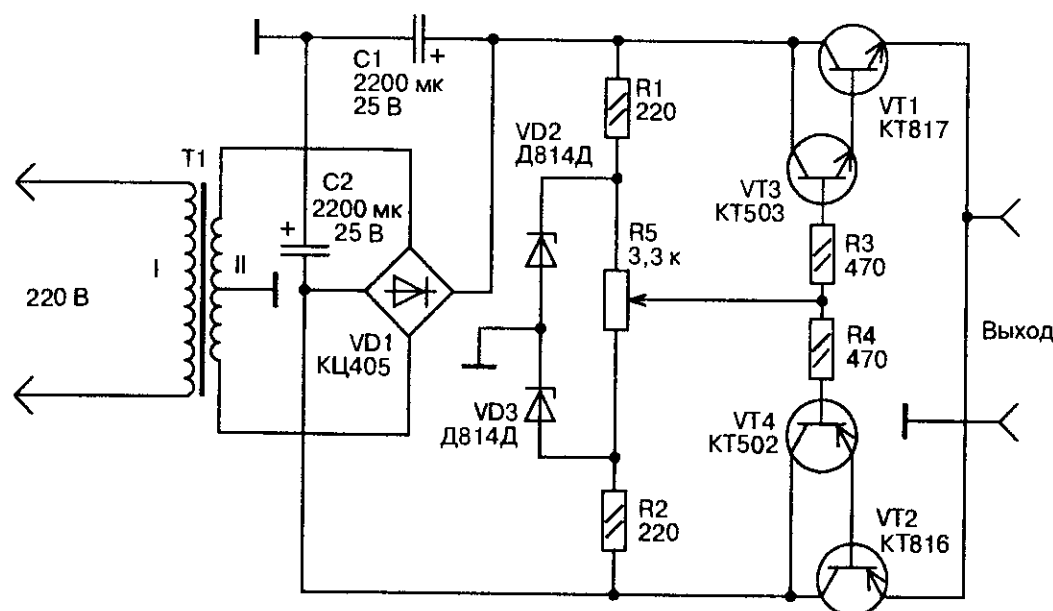 C1
2200 мк
25 В
R1
220
VT1
КТ817
VD2
Д814Д
T1
C2
2200 мк
25 В
VT3
КТ503
R5
3,3 к
R3
470
I
II
220 В
VD1
КЦ405
R4
470
Выход
VD3
Д814Д
VT4
КТ502
R2
220
VT2
КТ816
+
+